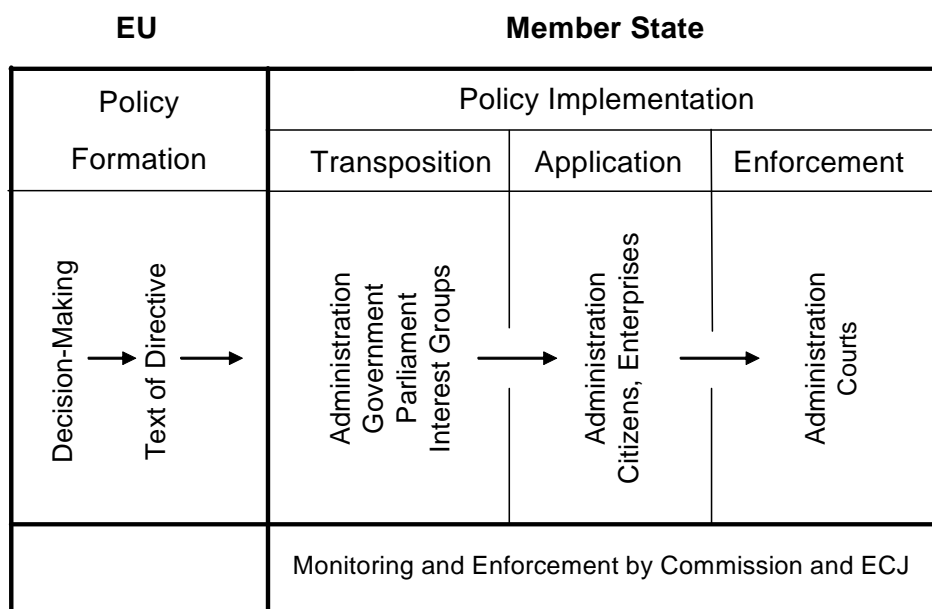 EU
Member State
Policy
Formation
Policy Implementation
Transposition
Application
Enforcement
Decision-Making
Text of Directive
Administration
Government
Parliament
Interest Groups
Administration
Citizens, Enterprises
Administration
Courts
Monitoring and Enforcement by Commission and ECJ